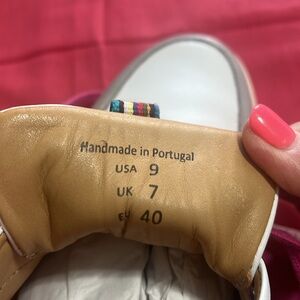 Handmade in Portugal
USA 9
UK 7
EU 40